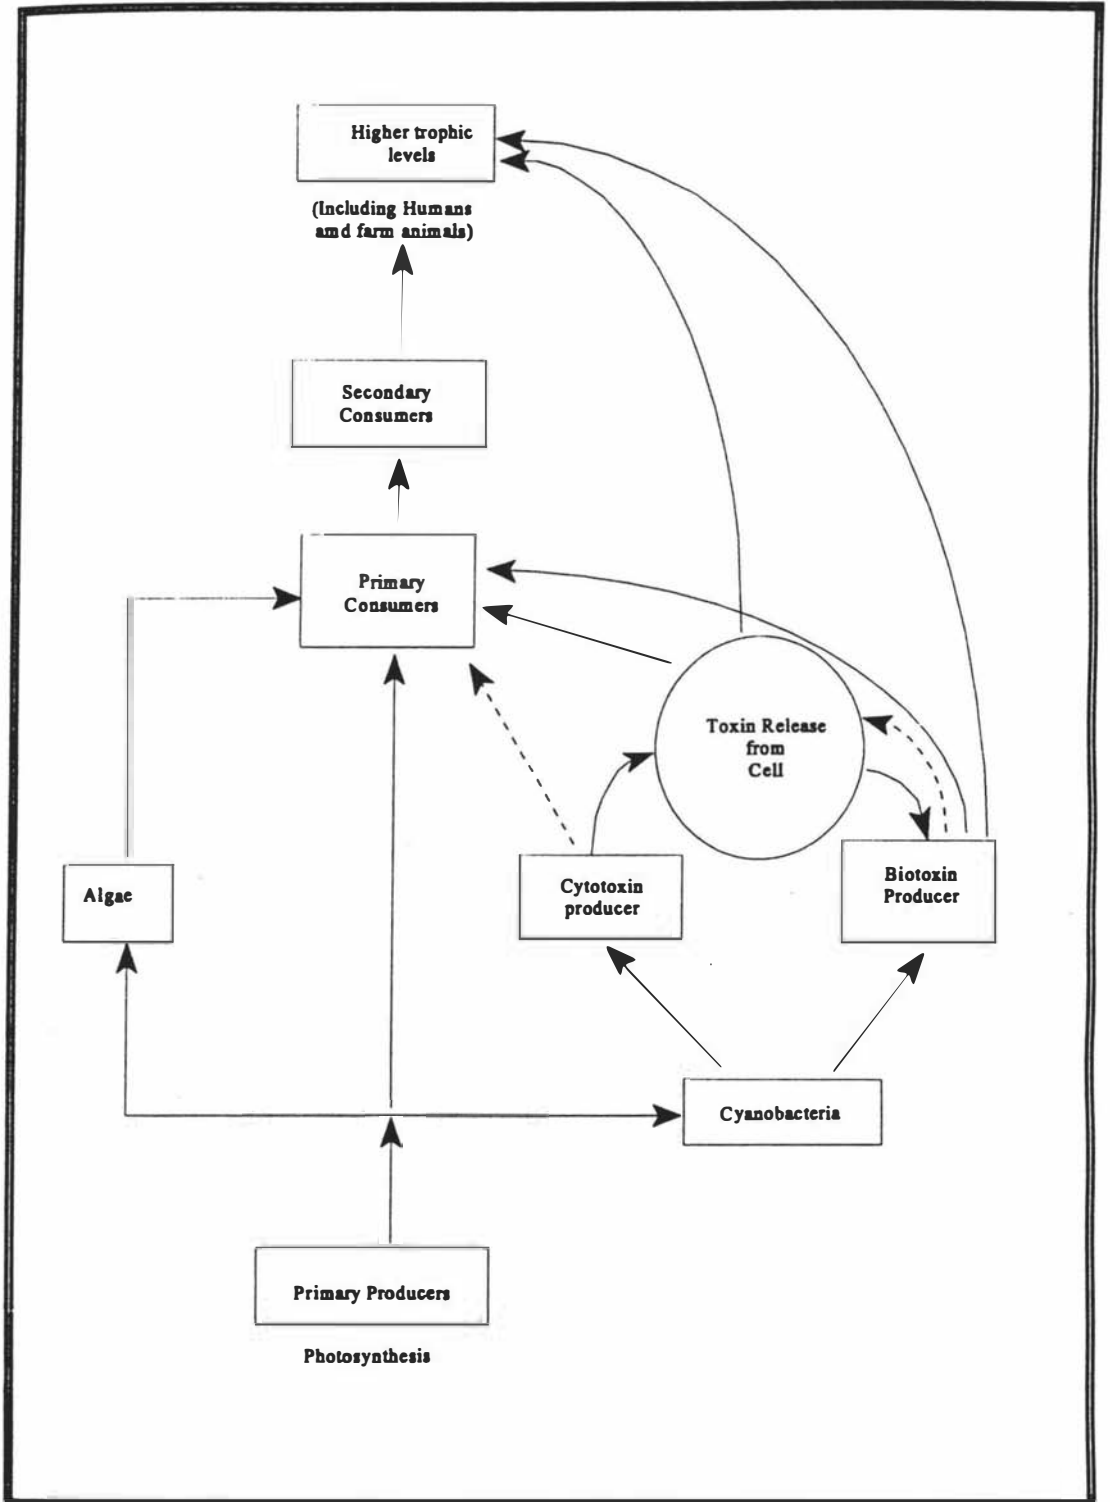 Higher trophic
levels
(Including Humans
amd farm animals)
Secondary
Consumers
Primary
Consumers
Toxin Release
from
Cell
Algae
Cytotoxin
producer
Biotoxin
Producer
Cyanobacteria
Primary Producers
Photosynthesis